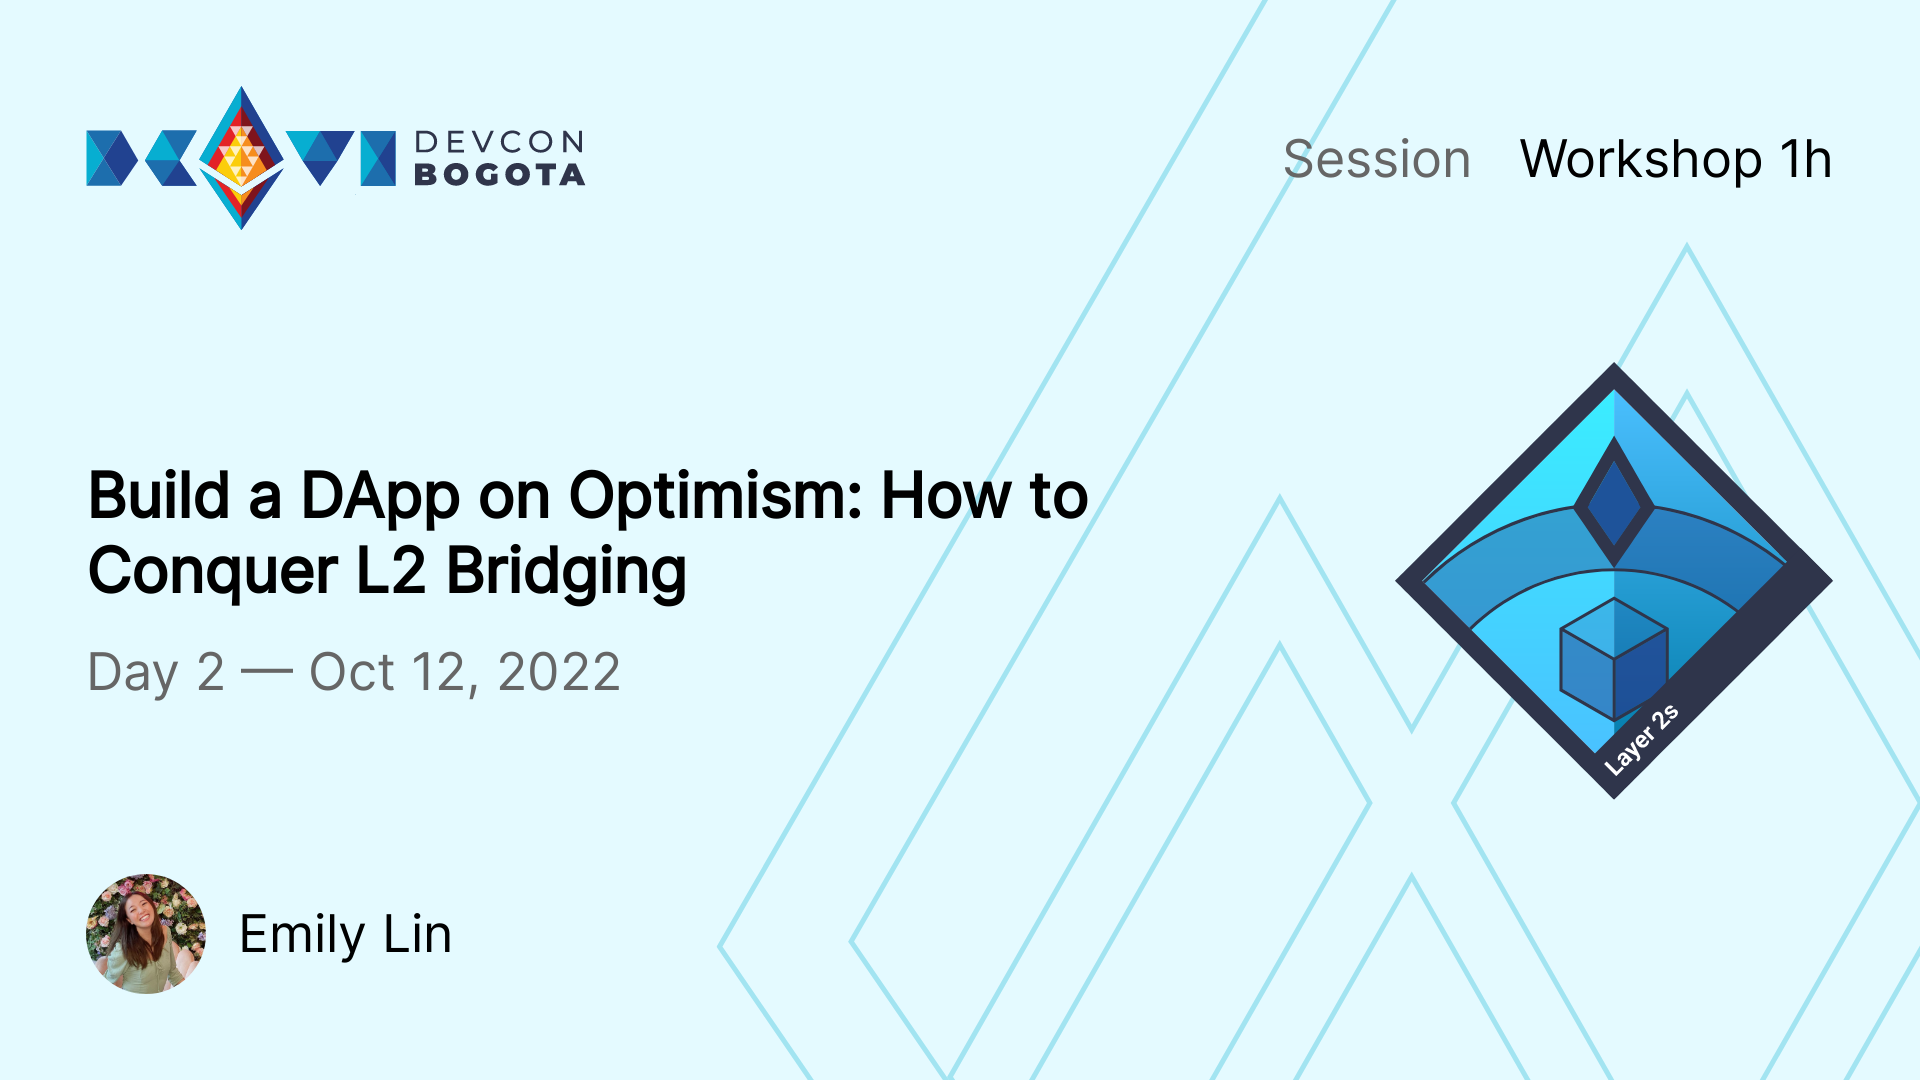 DEVCON
BOGOTA
Session Workshop 1h
Build a DApp on Optimism: How to
Conquer L2 Bridging
Day 2 — Oct 12, 2022
Layer 2s
Emily Lin